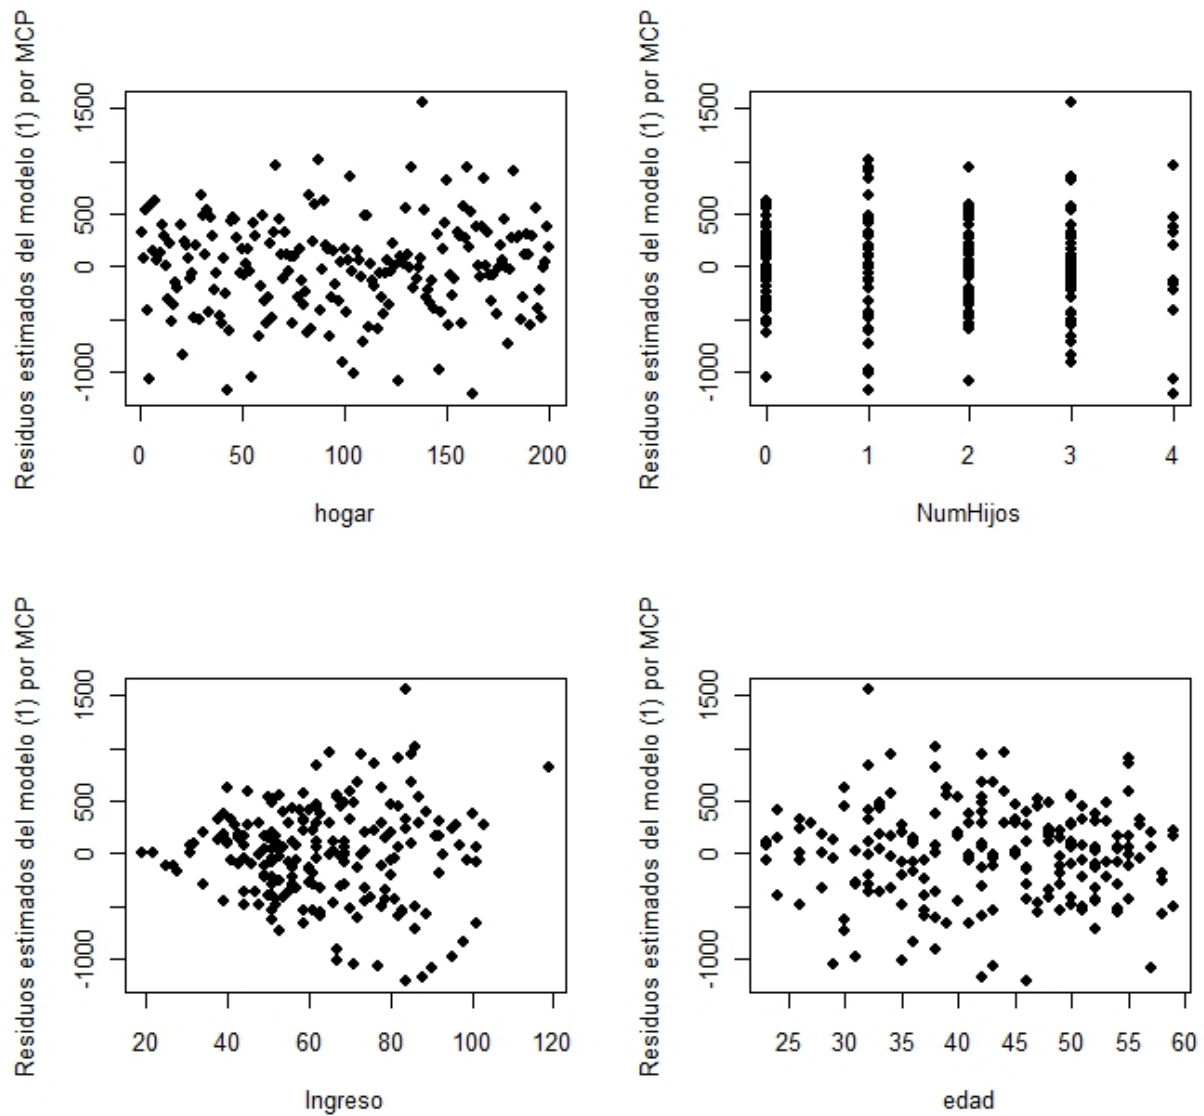 Residuos estimados del modelo (1) por MCP
1500
500
0
-1000
0 50 100 150 200
hogar
Residuos estimados del modelo (1) por MCP
1500
500
0
-1000
0 1 2 3 4
NumHijos
Residuos estimados del modelo (1) por MCP
1500
500
0
-1000
20 40 60 80 100 120
Ingreso
Residuos estimados del modelo (1) por MCP
1500
500
0
-1000
25 30 35 40 45 50 55 60
edad